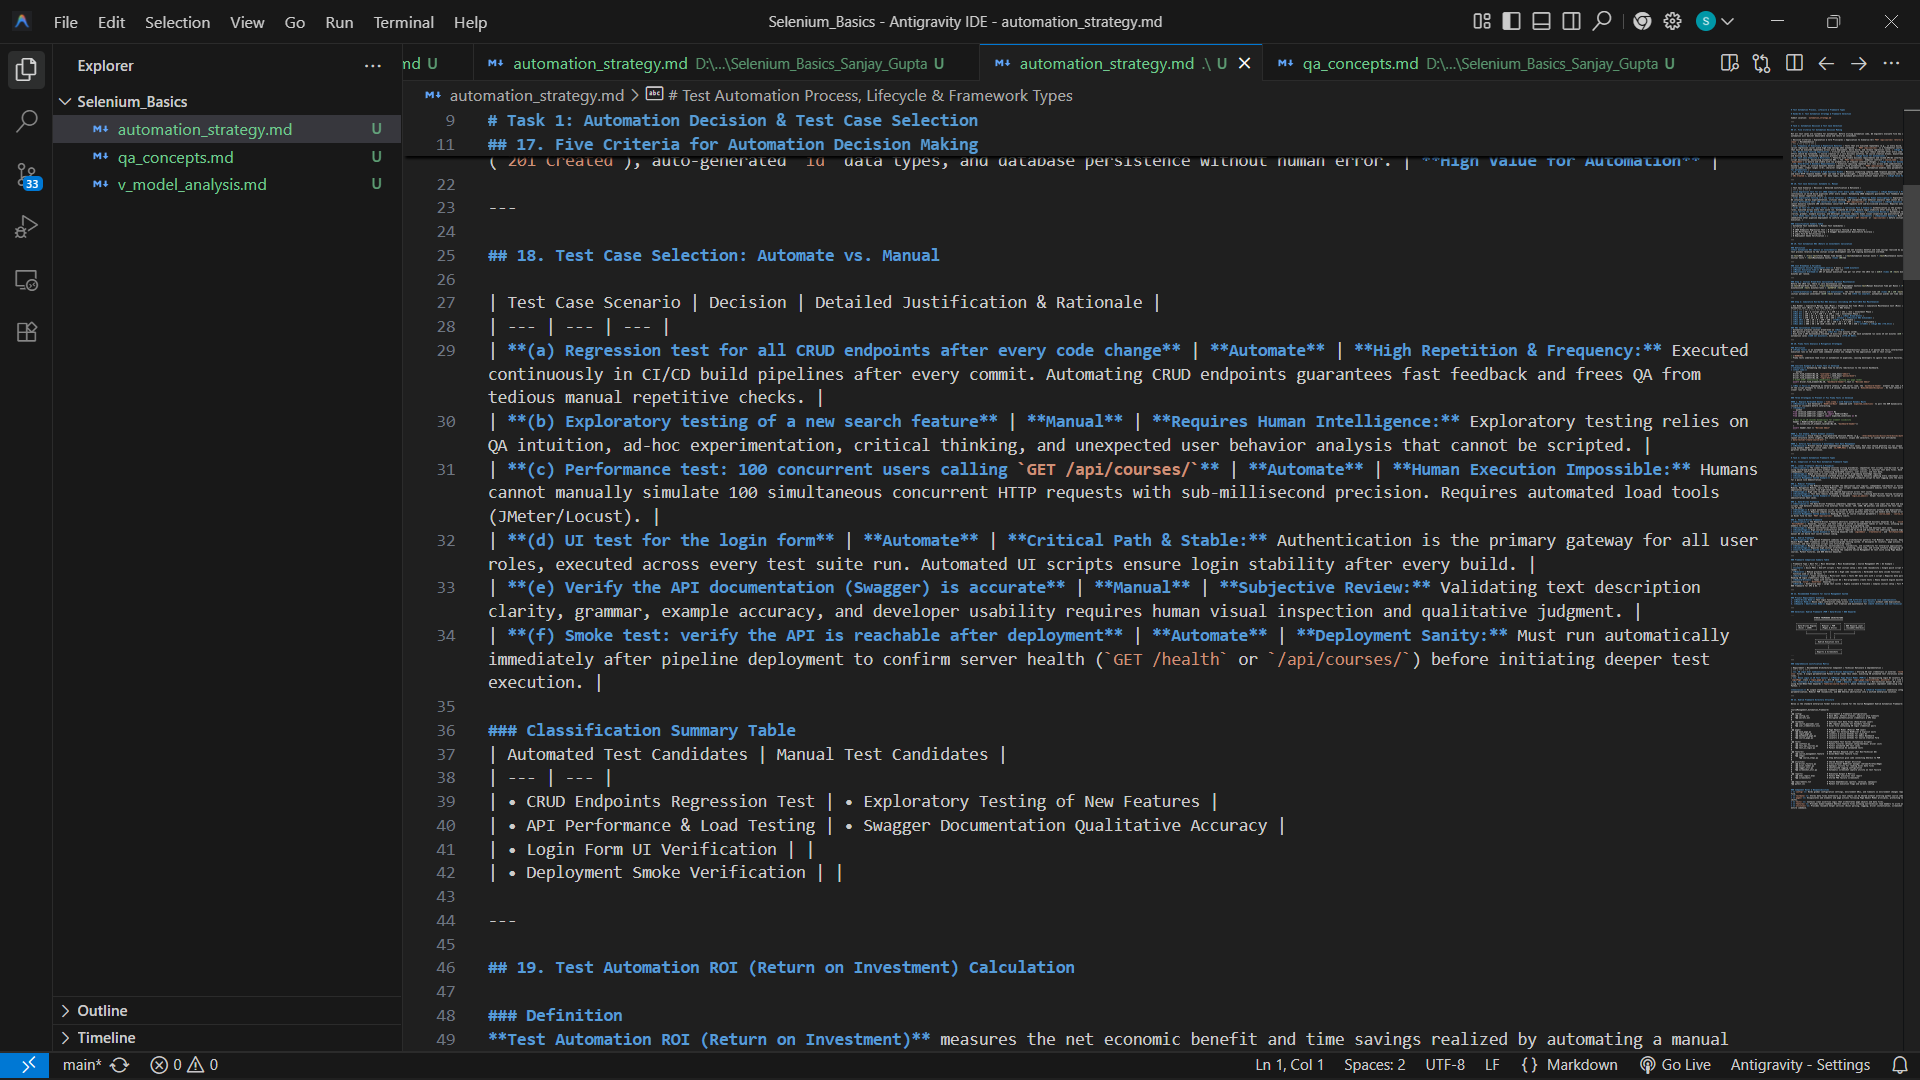 File Edit Selection View Go Run Terminal Help
Selenium_Basics - Antigravity IDE - automation_strategy.md
S
Explorer
Selenium_Basics
automation_strategy.md U
qa_concepts.md U
v_model_analysis.md U
33
Outline
Timeline
nd U
automation_strategy.md D:\...\Selenium_Basics_Sanjay_Gupta U
automation_strategy.md .\ U
qa_concepts.md D:\...\Selenium_Basics_Sanjay_Gupta U
automation_strategy.md > # Test Automation Process, Lifecycle & Framework Types
9 # Task 1: Automation Decision & Test Case Selection
11 ## 17. Five Criteria for Automation Decision Making
(`201 Created`), auto-generated `id` data types, and database persistence without human error. | **High Value for Automation** |
22
23 ---
24
25 ## 18. Test Case Selection: Automate vs. Manual
26
27 | Test Case Scenario | Decision | Detailed Justification & Rationale |
28 | --- | --- | --- |
29 | **(a) Regression test for all CRUD endpoints after every code change** | **Automate** | **High Repetition & Frequency:** Executed
continuously in CI/CD build pipelines after every commit. Automating CRUD endpoints guarantees fast feedback and frees QA from
tedious manual repetitive checks. |
30 | **(b) Exploratory testing of a new search feature** | **Manual** | **Requires Human Intelligence:** Exploratory testing relies on
QA intuition, ad-hoc experimentation, critical thinking, and unexpected user behavior analysis that cannot be scripted. |
31 | **(c) Performance test: 100 concurrent users calling `GET /api/courses/`** | **Automate** | **Human Execution Impossible:** Humans
cannot manually simulate 100 simultaneous concurrent HTTP requests with sub-millisecond precision. Requires automated load tools
(JMeter/Locust). |
32 | **(d) UI test for the login form** | **Automate** | **Critical Path & Stable:** Authentication is the primary gateway for all user
roles, executed across every test suite run. Automated UI scripts ensure login stability after every build. |
33 | **(e) Verify the API documentation (Swagger) is accurate** | **Manual** | **Subjective Review:** Validating text description
clarity, grammar, example accuracy, and developer usability requires human visual inspection and qualitative judgment. |
34 | **(f) Smoke test: verify the API is reachable after deployment** | **Automate** | **Deployment Sanity:** Must run automatically
immediately after pipeline deployment to confirm server health (`GET /health` or `/api/courses/`) before initiating deeper test
execution. |
35
36 ### Classification Summary Table
37 | Automated Test Candidates | Manual Test Candidates |
38 | --- | --- |
39 | • CRUD Endpoints Regression Test | • Exploratory Testing of New Features |
40 | • API Performance & Load Testing | • Swagger Documentation Qualitative Accuracy |
41 | • Login Form UI Verification | |
42 | • Deployment Smoke Verification | |
43
44 ---
45
46 ## 19. Test Automation ROI (Return on Investment) Calculation
47
48 ### Definition
49 **Test Automation ROI (Return on Investment)** measures the net economic benefit and time savings realized by automating a manual
main* 0 0
Ln 1, Col 1 Spaces: 2 UTF-8 LF {} Markdown Go Live Antigravity - Settings